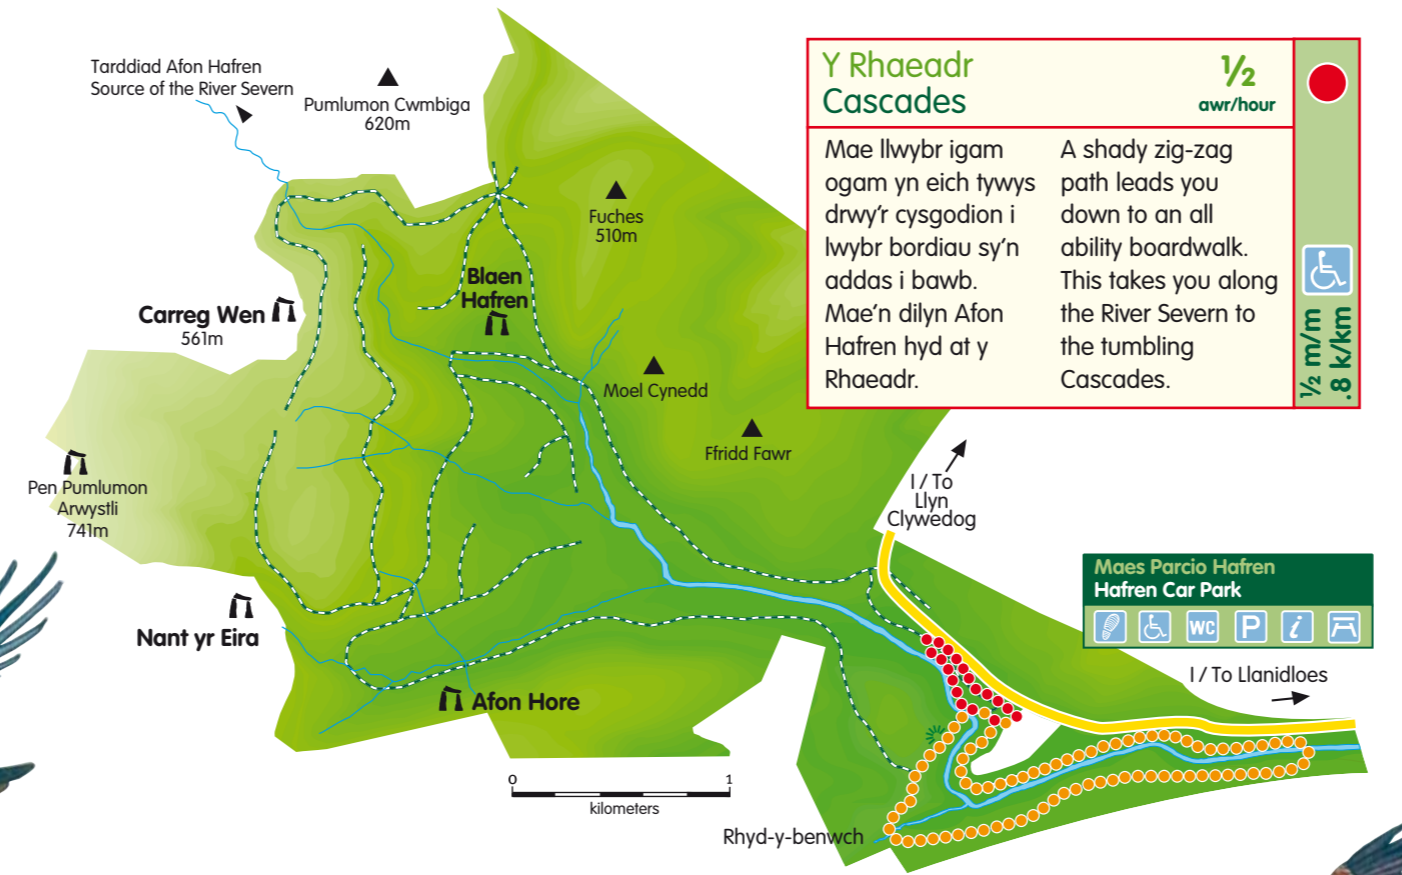 Tarddiad Afon Hafren
Source of the River Severn
Pumlumon Cwmbiga
620m
Fuches
510m
Blaen
Hafren
Carreg Wen
561m
Moel Cynedd
Ffridd Fawr
Pen Pumlumon
Arwystli
741m
Nant yr Eira
Afon Hore
0
1
kilometers
Rhyd-y-benwch
I / To
Llyn
Clywedog
Y Rhaeadr
Cascades
½
awr/hour
Mae llwybr igam
ogam yn eich tywys
drwy'r cysgodion i
lwybr bordiau sy'n
addas i bawb.
Mae'n dilyn Afon
Hafren hyd at y
Rhaeadr.
A shady zig-zag
path leads you
down to an all
ability boardwalk.
This takes you along
the River Severn to
the tumbling
Cascades.
½ m/m
.8 k/km
Maes Parcio Hafren
Hafren Car Park
WC
P
i
I / To Llanidloes